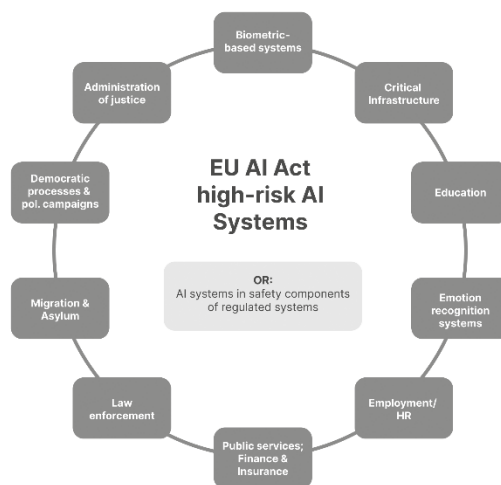 Biometric-
based systems
Administration
of justice
Critical
Infrastructure
EU AI Act
high-risk AI
Systems
Democratic
processes &
pol. campaigns
Education
OR:
AI systems in safety components
of regulated systems
Migration &
Asylum
Emotion
recognition
systems
Law
enforcement
Employment/
HR
Public services;
Finance &
Insurance